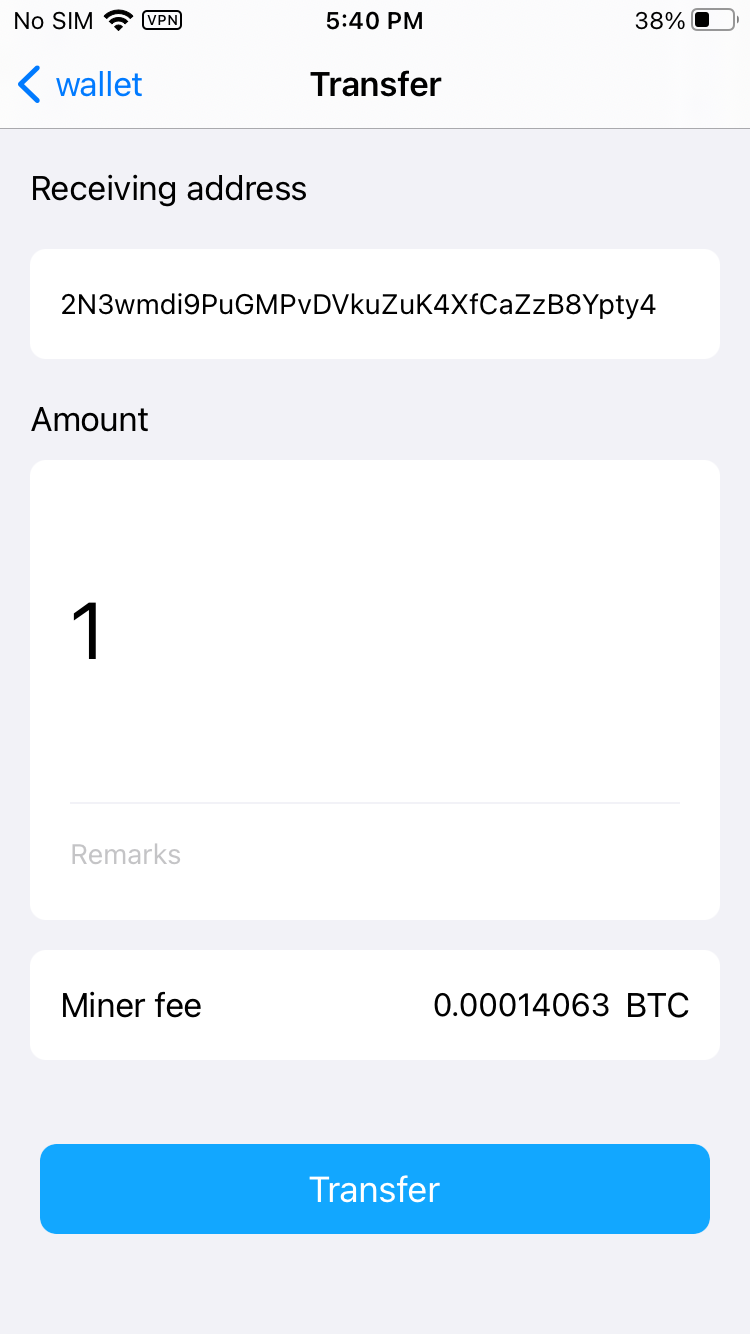 No SIM VPN 5:40 PM 38%
wallet Transfer
Receiving address
2N3wmdi9PuGMPvDVkuZuK4XfCaZzB8Ypty4
Amount
1
Remarks
Miner fee 0.00014063 BTC
Transfer